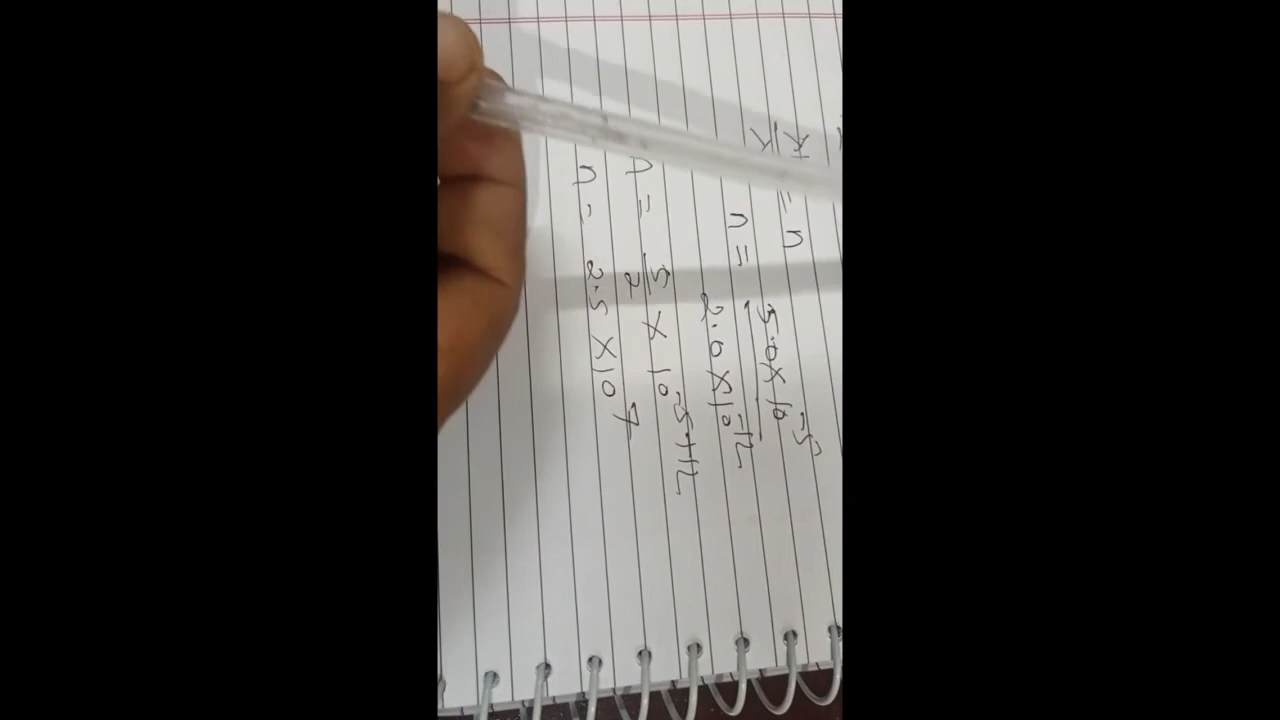 = n
n = 5.0 × 10⁻⁵ / 2.0 × 10⁻¹²
n = 5/2 × 10⁻⁵⁺¹²
n = 2.5 × 10⁷